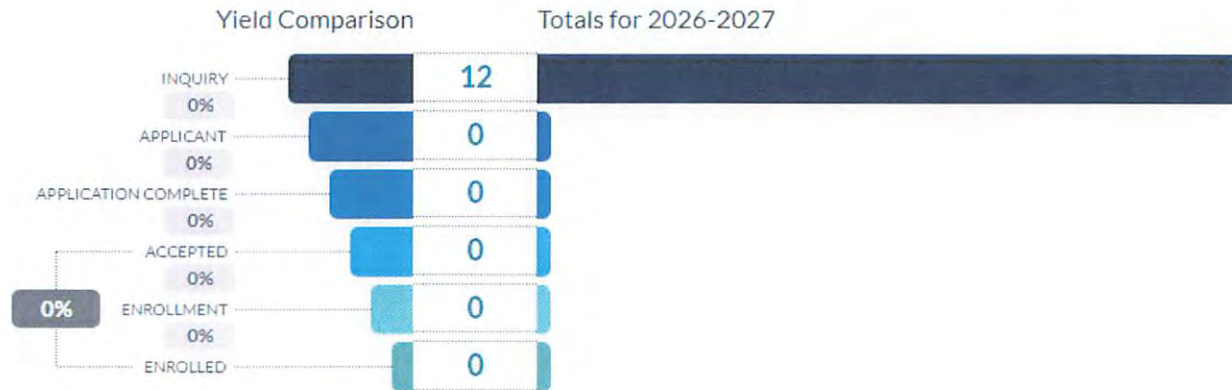 Yield Comparison Totals for 2026-2027
INQUIRY 12
0%
APPLICANT 0
0%
APPLICATION COMPLETE 0
0%
ACCEPTED 0
0%
0% ENROLLMENT 0
0%
ENROLLED 0